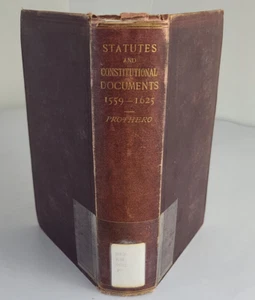 STATUTES
AND
CONSTITUTIONAL
DOCUMENTS
1559-1625
PROTHERO